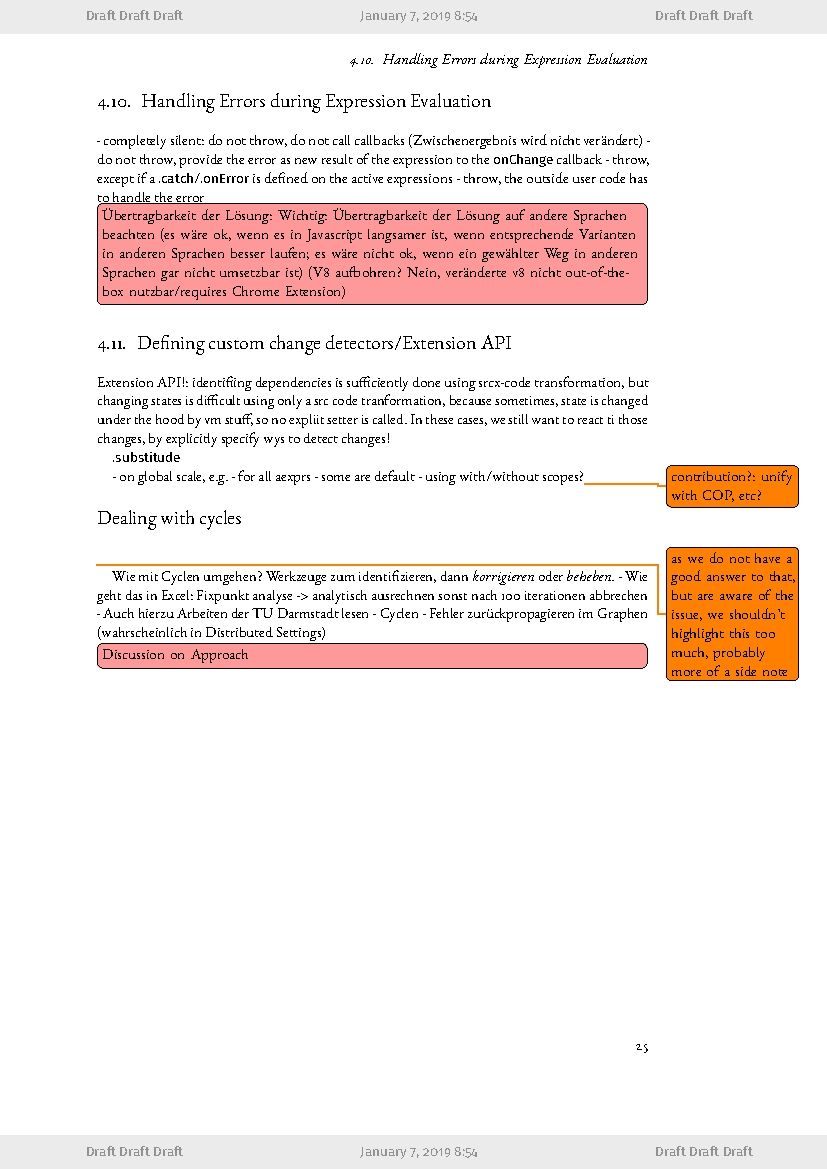 Draft Draft Draft January 7, 2019 8:54 Draft Draft Draft
4.10. Handling Errors during Expression Evaluation
4.10. Handling Errors during Expression Evaluation
- completely silent: do not throw, do not call callbacks (Zwischenergebnis wird nicht verändert) -
do not throw, provide the error as new result of the expression to the onChange callback - throw,
except if a .catch/.onError is defined on the active expressions - throw, the outside user code has
to handle the error
Übertragbarkeit der Lösung: Wichtig: Übertragbarkeit der Lösung auf andere Sprachen
beachten (es wäre ok, wenn es in Javascript langsamer ist, wenn entsprechende Varianten
in anderen Sprachen besser laufen; es wäre nicht ok, wenn ein gewählter Weg in anderen
Sprachen gar nicht umsetzbar ist) (V8 aufbohren? Nein, veränderte v8 nicht out-of-the-
box nutzbar/requires Chrome Extension)
4.11. Defining custom change detectors/Extension API
Extension API!: identifiing dependencies is sufficiently done using srcx-code transformation, but
changing states is difficult using only a src code tranformation, because sometimes, state is changed
under the hood by vm stuff, so no expliit setter is called. In these cases, we still want to react ti those
changes, by explicitly specify wys to detect changes!
.substitude
- on global scale, e.g. - for all aexprs - some are default - using with/without scopes?
contribution?: unify
with COP, etc?
Dealing with cycles
Wie mit Cyclen umgehen? Werkzeuge zum identifizieren, dann korrigieren oder beheben. - Wie
geht das in Excel: Fixpunkt analyse -> analytisch ausrechnen sonst nach 100 iterationen abbrechen
- Auch hierzu Arbeiten der TU Darmstadt lesen - Cyclen - Fehler zurückpropagieren im Graphen
(wahrscheinlich in Distributed Settings)
Discussion on Approach
as we do not have a
good answer to that,
but are aware of the
issue, we shouldn't
highlight this too
much, probably
more of a side note
25
Draft Draft Draft January 7, 2019 8:54 Draft Draft Draft